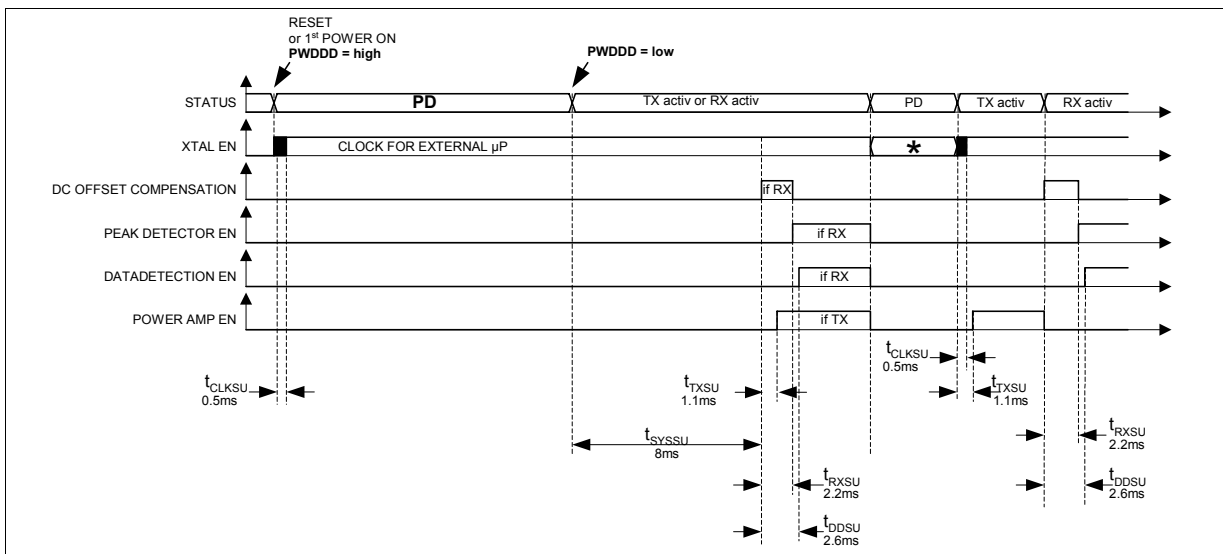 RESET
or 1st POWER ON
PWDDD = high
PWDDD = low
STATUS
PD
TX activ or RX activ
PD
TX activ
RX activ
XTAL EN
CLOCK FOR EXTERNAL µP
*
DC OFFSET COMPENSATION
if RX
PEAK DETECTOR EN
if RX
DATADETECTION EN
if RX
POWER AMP EN
if TX
tCLKSU
0.5ms
tTXSU
1.1ms
tCLKSU
0.5ms
tTXSU
1.1ms
tSYSSU
8ms
tRXSU
2.2ms
tRXSU
2.2ms
tDDSU
2.6ms
tDDSU
2.6ms